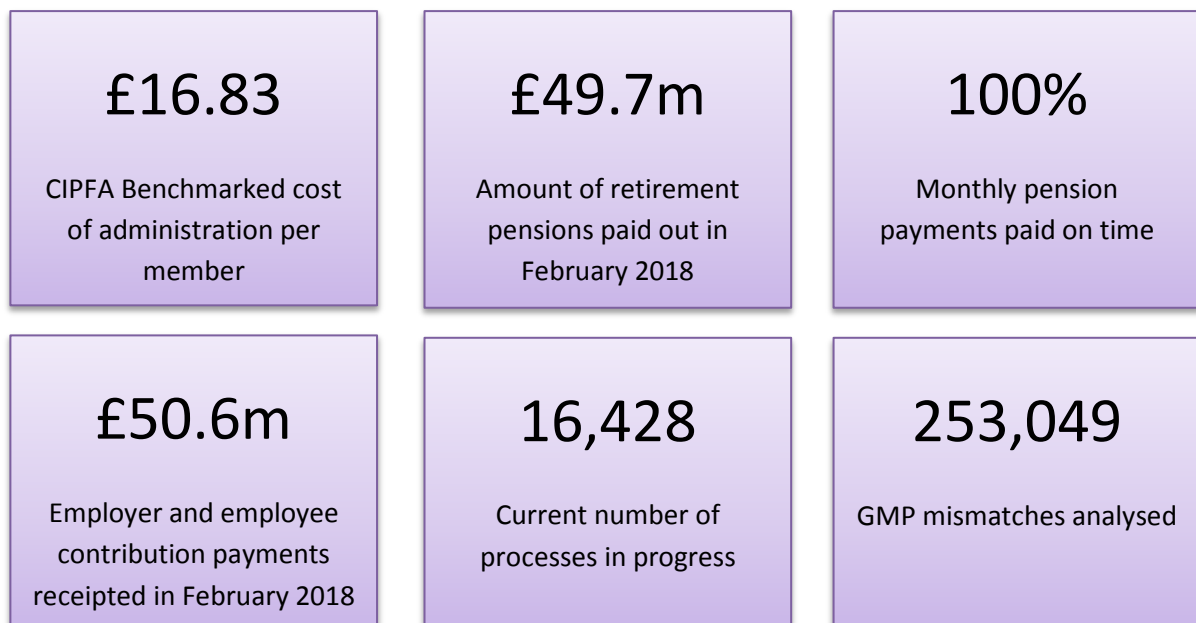 £16.83
CIPFA Benchmarked cost
of administration per
member
£49.7m
Amount of retirement
pensions paid out in
February 2018
100%
Monthly pension
payments paid on time
£50.6m
Employer and employee
contribution payments
receipted in February 2018
16,428
Current number of
processes in progress
253,049
GMP mismatches analysed